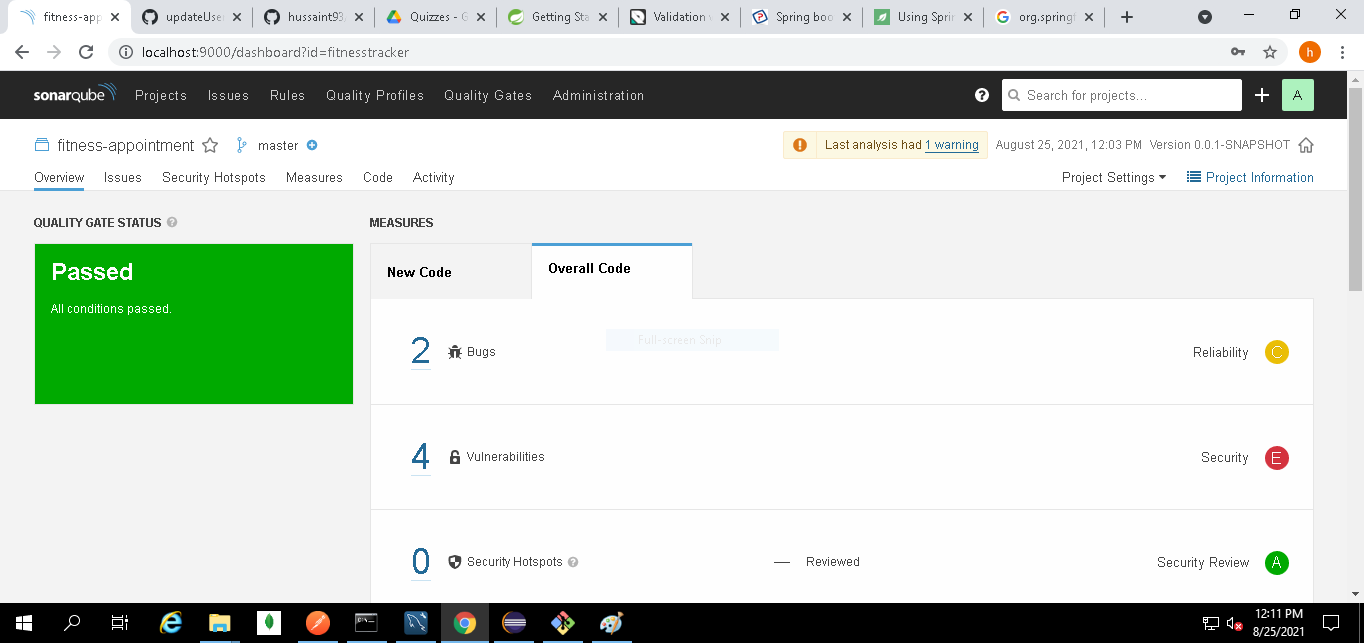 fitness-app
updateUse
hussaint93
Quizzes - G
Getting Sta
Validation
Spring boo
Using Sprin
org.springf
localhost:9000/dashboard?id=fitnesstracker
h
sonarqube Projects Issues Rules Quality Profiles Quality Gates Administration
? Search for projects... A
fitness-appointment master
Last analysis had 1 warning August 25, 2021, 12:03 PM Version 0.0.1-SNAPSHOT
Overview Issues Security Hotspots Measures Code Activity Project Settings Project Information
QUALITY GATE STATUS ?
MEASURES
Passed
All conditions passed.
New Code
Overall Code
2 Bugs Reliability C
Full-screen Snip
4 Vulnerabilities Security E
0 Security Hotspots ? — Reviewed Security Review A
12:11 PM
8/25/2021